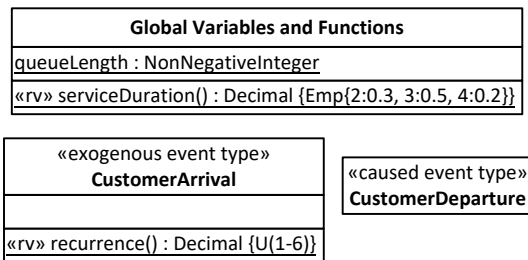 Global Variables and Functions
queueLength : NonNegativeInteger
«rv» serviceDuration() : Decimal {Emp{2:0.3, 3:0.5, 4:0.2}}
«exogenous event type»
CustomerArrival
«rv» recurrence() : Decimal {U(1-6)}
«caused event type»
CustomerDeparture